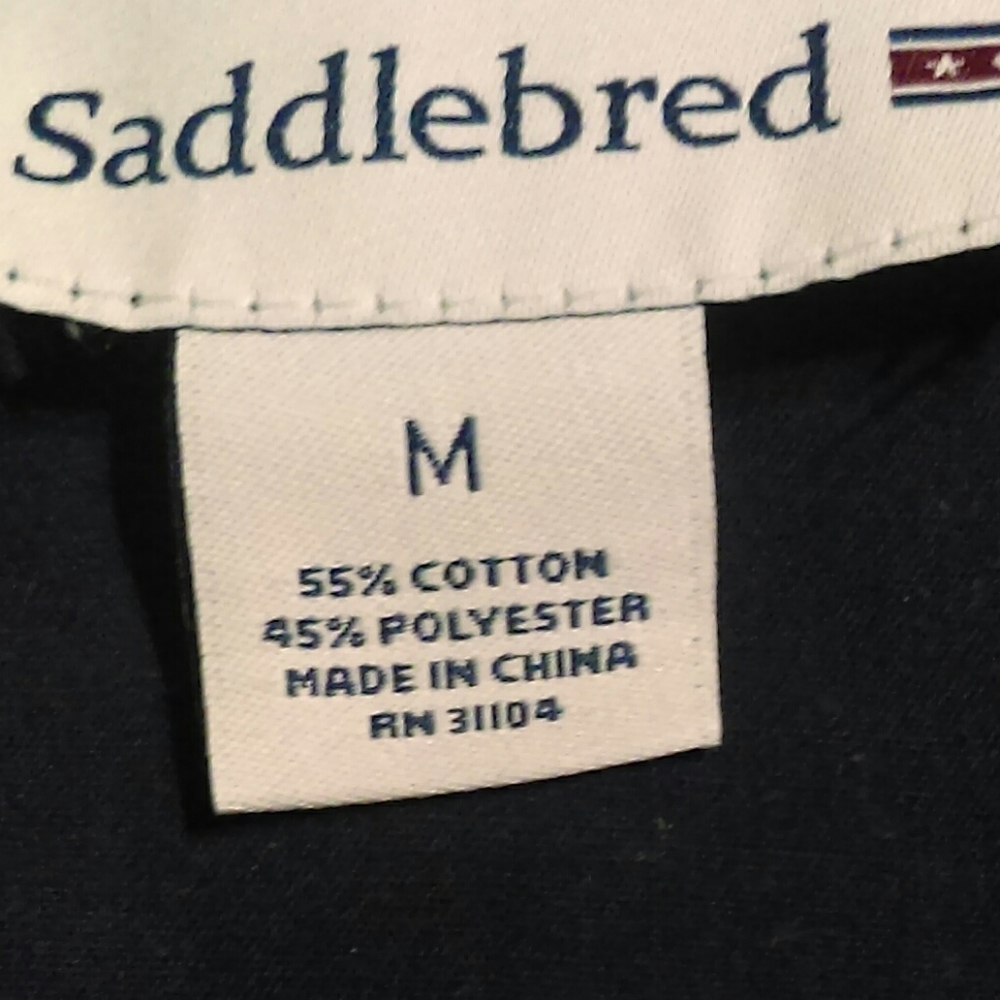 Saddlebred
M
55% COTTON
45% POLYESTER
MADE IN CHINA
RN 31104